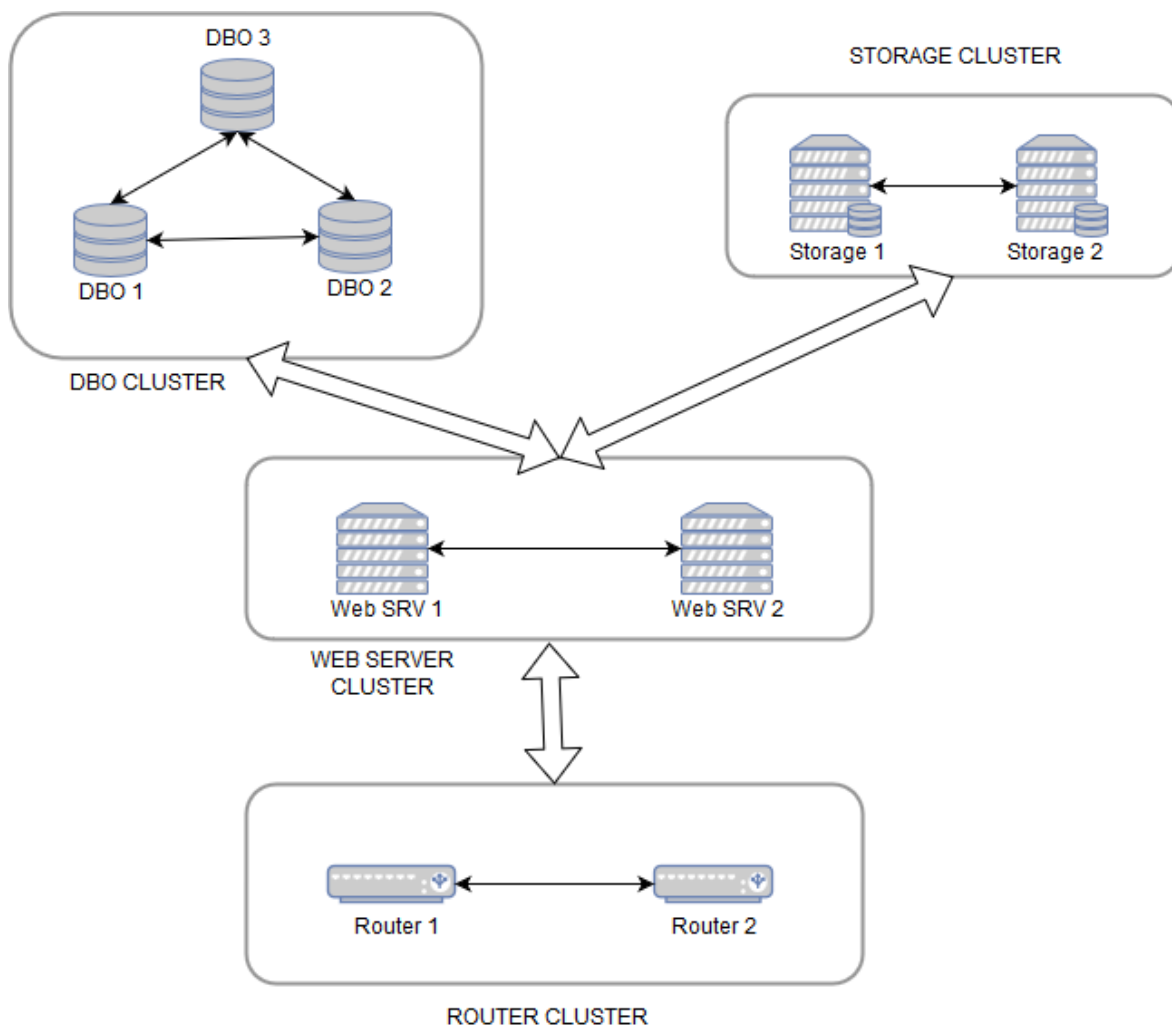 DBO 3
DBO 1
DBO 2
DBO CLUSTER
STORAGE CLUSTER
Storage 1
Storage 2
Web SRV 1
Web SRV 2
WEB SERVER
CLUSTER
Router 1
Router 2
ROUTER CLUSTER